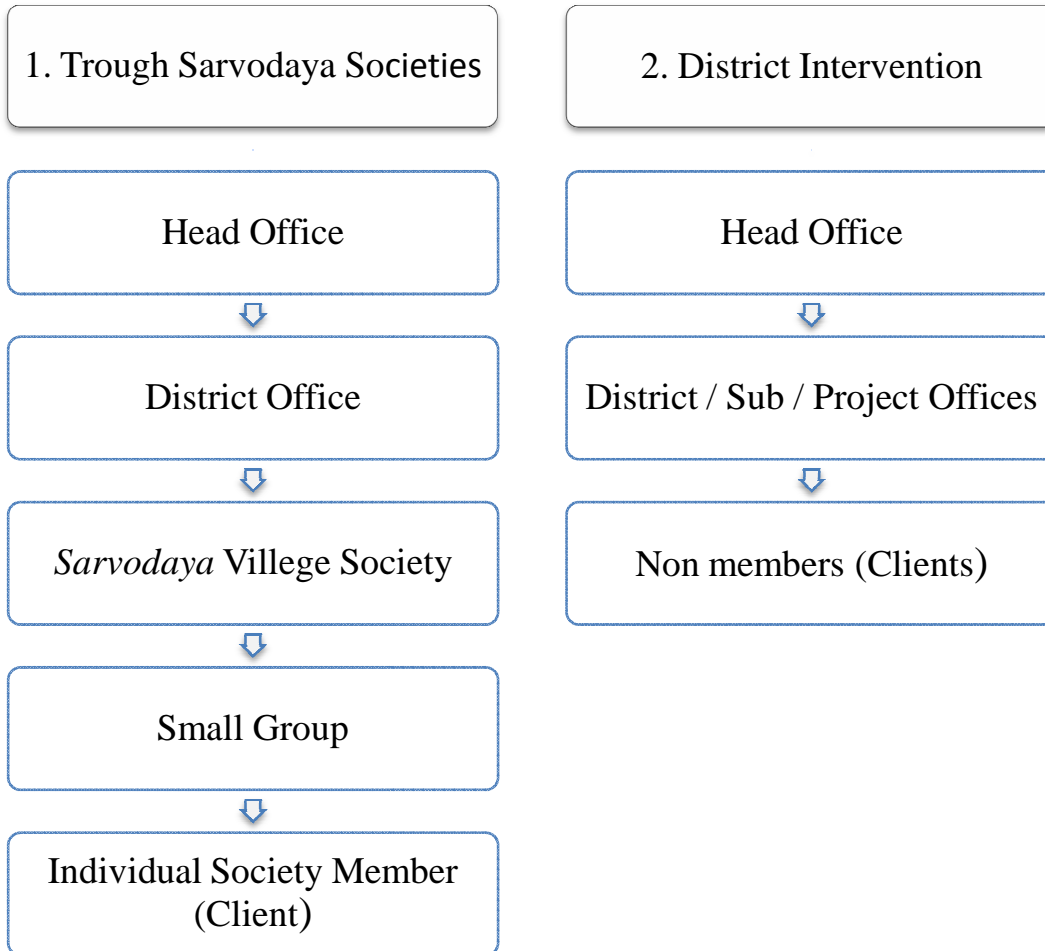 1. Trough Sarvodaya Societies
Head Office
District Office
Sarvodaya Villege Society
Small Group
Individual Society Member
(Client)
2. District Intervention
Head Office
District / Sub / Project Offices
Non members (Clients)